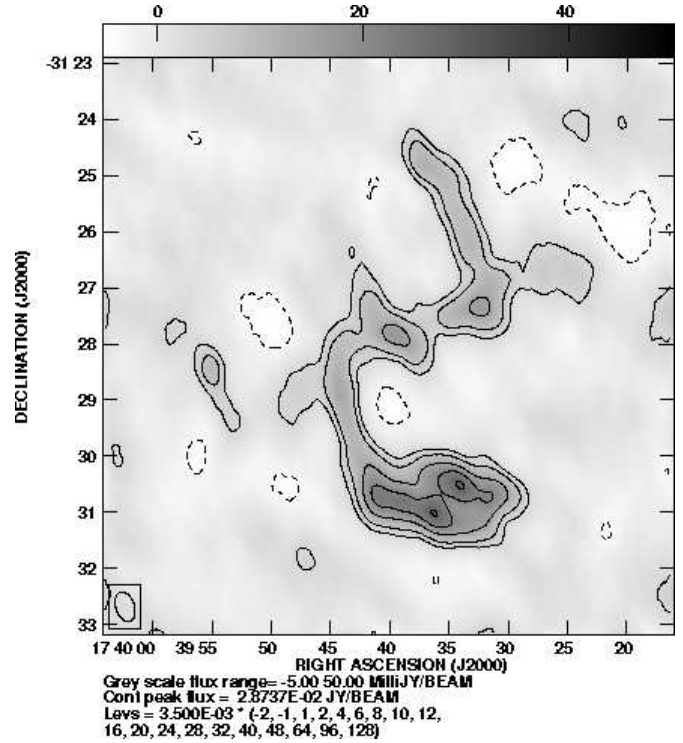 0 20 40
-31 23
24
25
26
27
28
29
30
31
32
33
DECLINATION (J2000)
17 40 00 39 55 50 45 40 35 30 25 20
RIGHT ASCENSION (J2000)
Grey scale flux range= -5.00 50.00 MilliJY/BEAM
Cont peak flux = 2.8737E-02 JY/BEAM
Levs = 3.500E-03 * (-2, -1, 1, 2, 4, 6, 8, 10, 12,
16, 20, 24, 28, 32, 40, 48, 64, 96, 128)